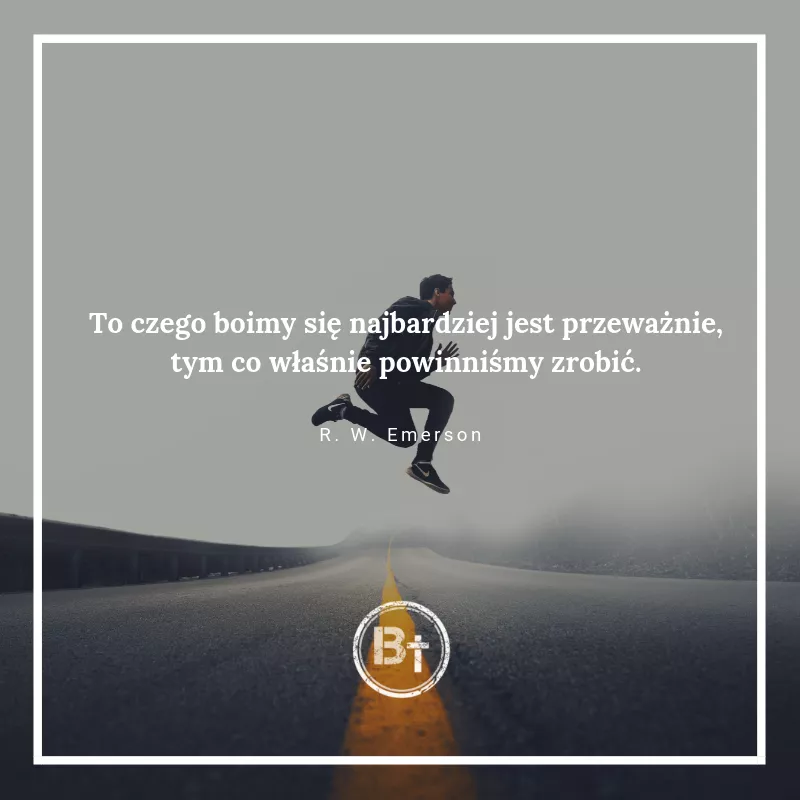 To czego boimy się najbardziej jest przeważnie,
tym co właśnie powinniśmy zrobić.
R. W. Emerson
B†